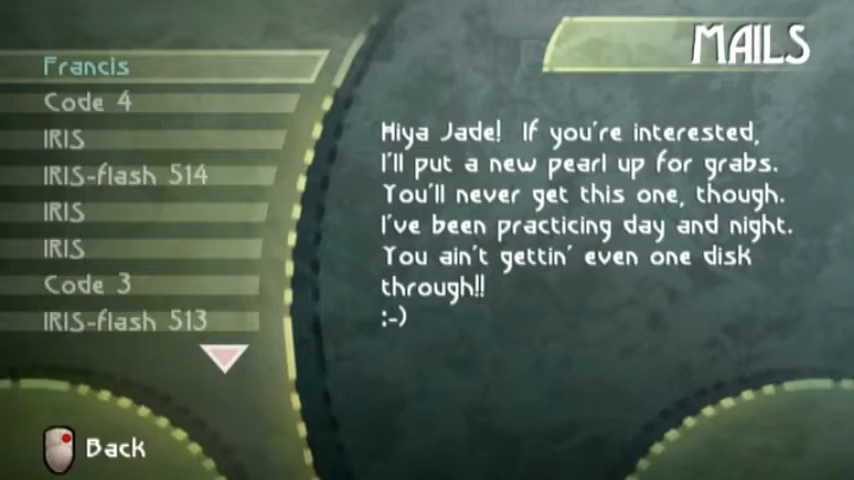 MAILS
Francis
Code 4
IRIS
IRIS-flash 514
IRIS
IRIS
Code 3
IRIS-flash 513
Hiya Jade! If you're interested,
I'll put a new pearl up for grabs.
You'll never get this one, though.
I've been practicing day and night.
You ain't gettin' even one disk
through!!
:-)
Back